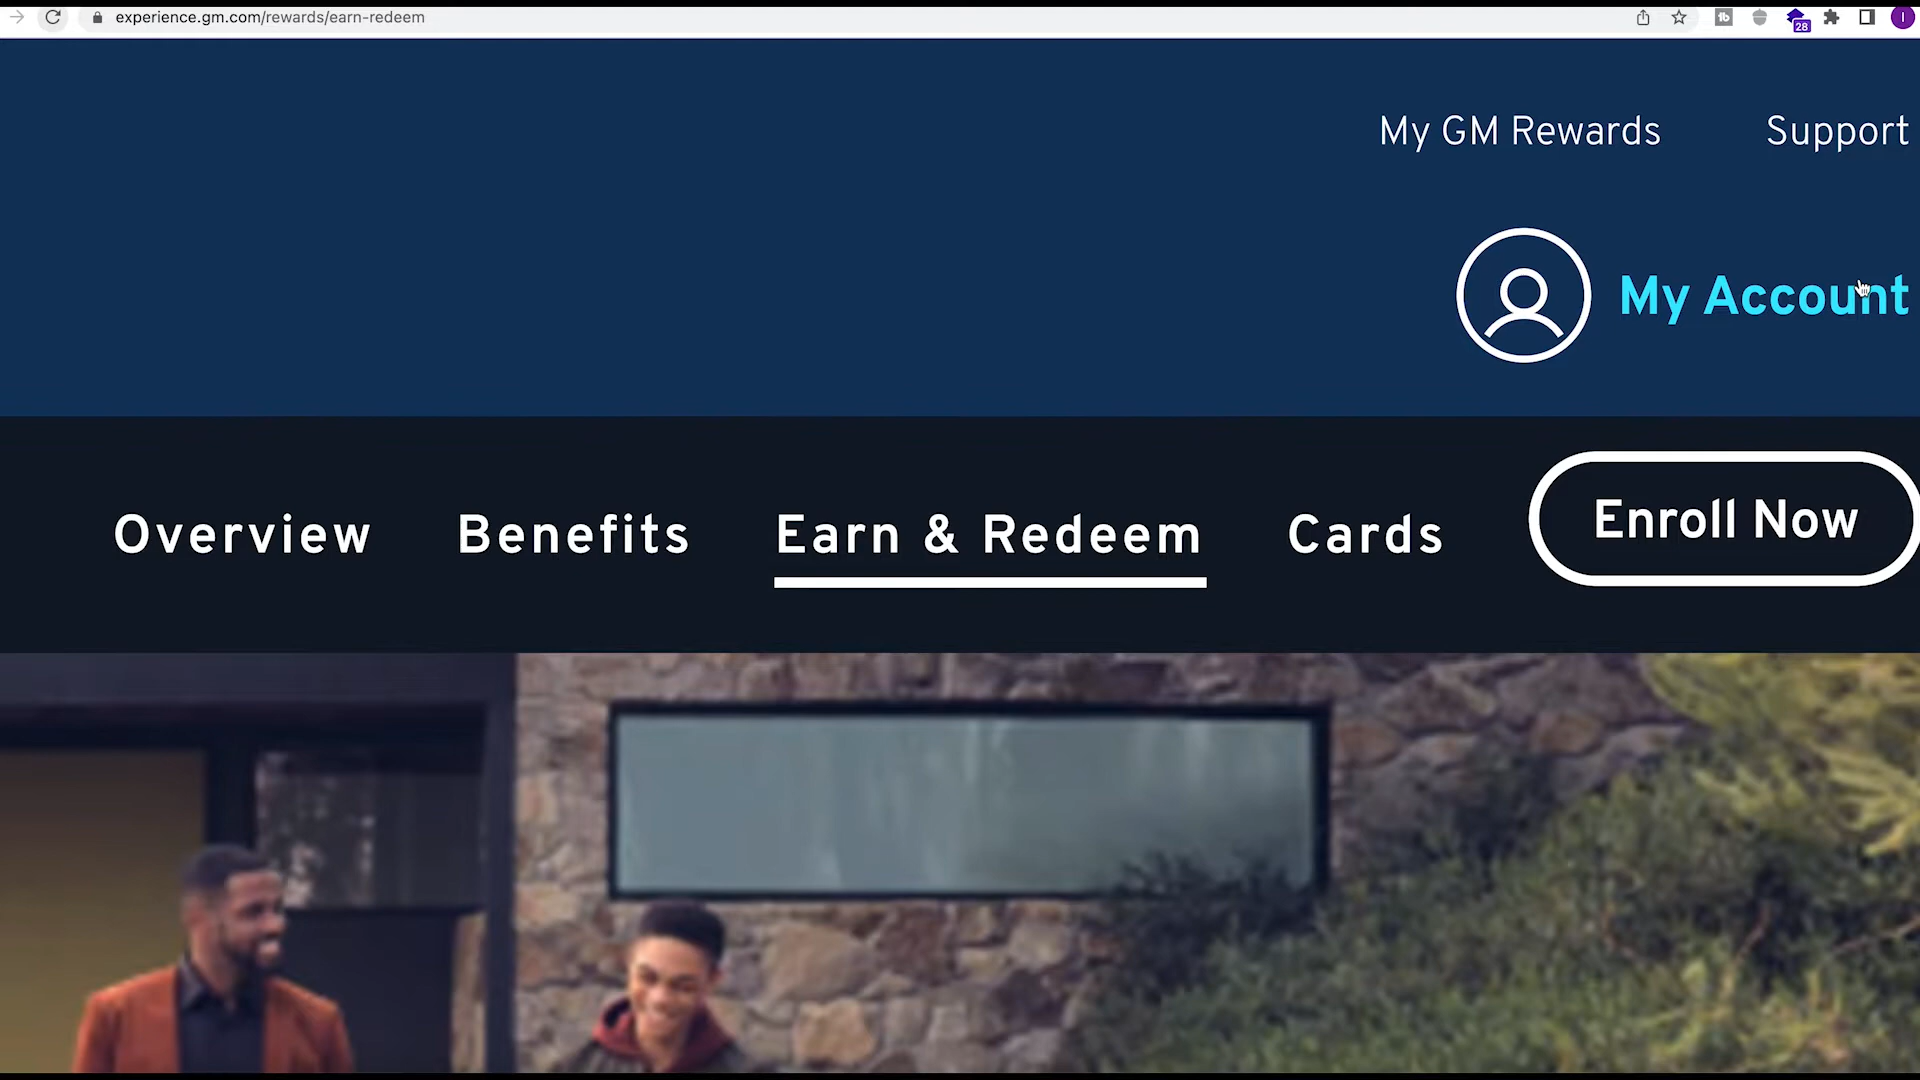 experience.gm.com/rewards/earn-redeem
28
I
My GM Rewards Support
My Account
Overview Benefits Earn & Redeem Cards Enroll Now